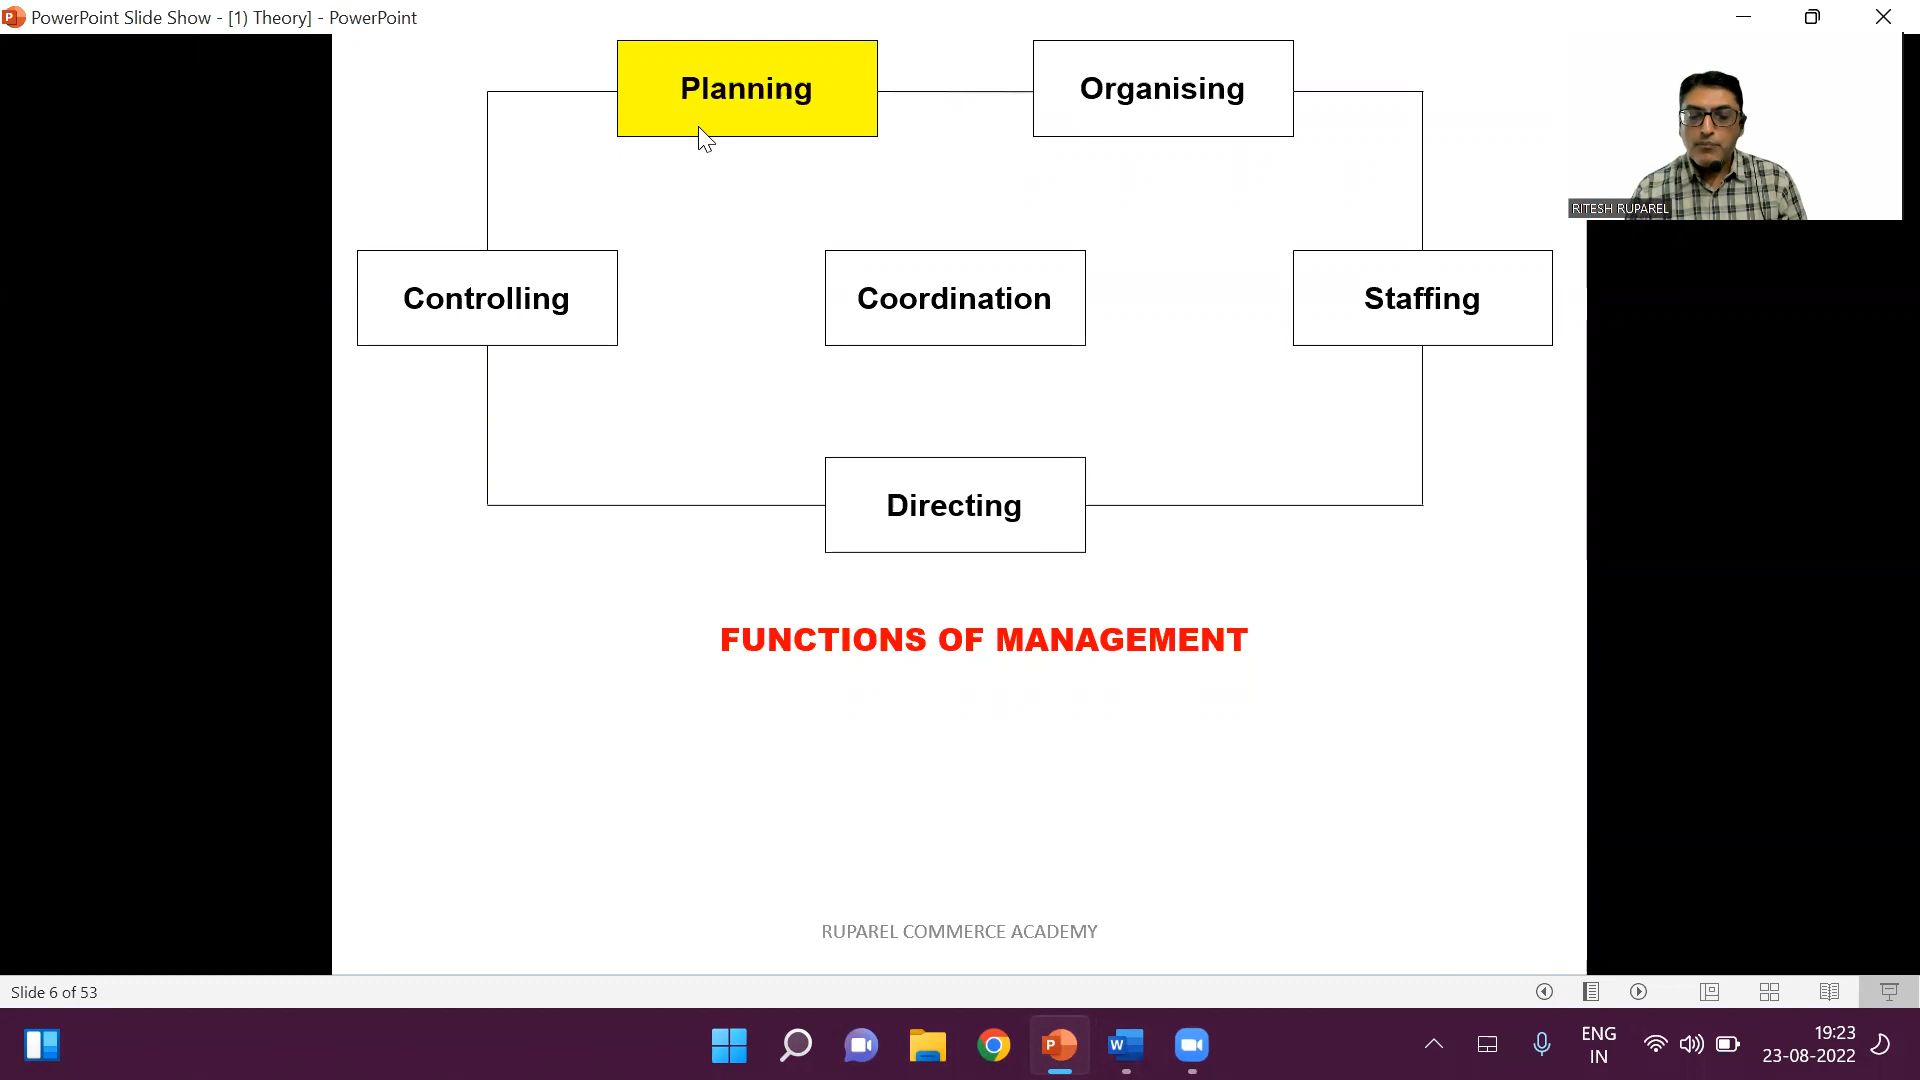 PowerPoint Slide Show - [1) Theory] - PowerPoint
Planning
Organising
RITESH RUPAREL
Controlling
Coordination
Staffing
Directing
FUNCTIONS OF MANAGEMENT
RUPAREL COMMERCE ACADEMY
Slide 6 of 53
ENG
IN
19:23
23-08-2022